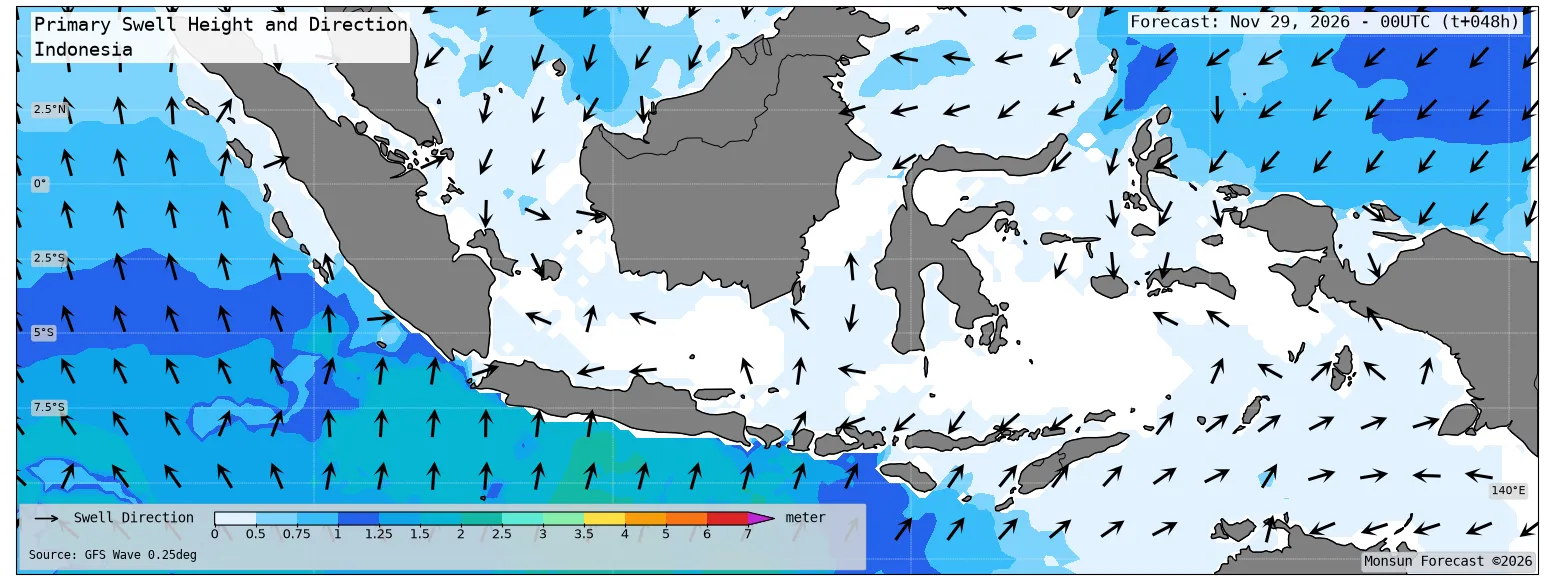 Primary Swell Height and Direction
Indonesia
Forecast: Nov 29, 2026 - 00UTC (t+048h)
2.5°N
0°
2.5°S
5°S
7.5°S
140°E
Swell Direction
0 0.5 0.75 1 1.25 1.5 2 2.5 3 3.5 4 5 6 7
meter
Source: GFS Wave 0.25deg
Monsun Forecast ©2026